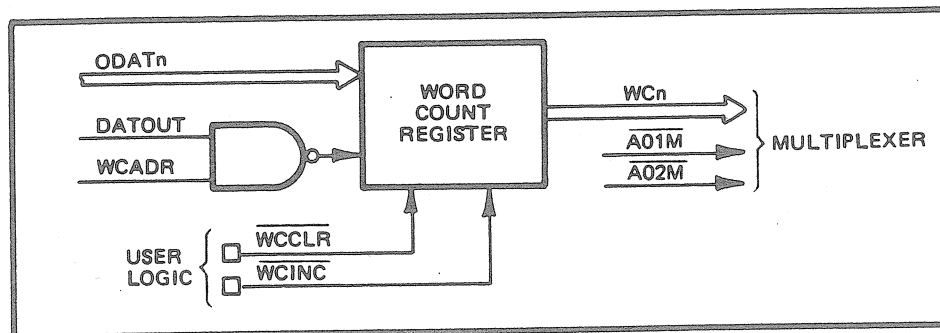 ODATn
DATOUT
WCADR
WORD
COUNT
REGISTER
WCn
A01M
A02M
MULTIPLEXER
USER
LOGIC
WCCLR
WCINC